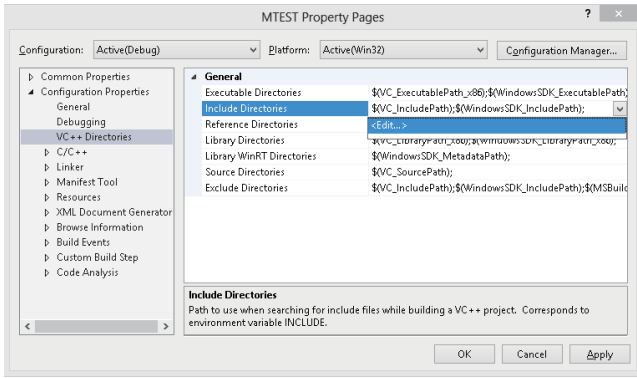 MTEST Property Pages
?
Configuration: Active(Debug) Platform: Active(Win32) Configuration Manager...
Common Properties
Configuration Properties
General
Debugging
VC++ Directories
C/C++
Linker
Manifest Tool
Resources
XML Document Generator
Browse Information
Build Events
Custom Build Step
Code Analysis
General
Executable Directories $(VC_ExecutablePath_x86);$(WindowsSDK_ExecutablePath)
Include Directories $(VC_IncludePath);$(WindowsSDK_IncludePath);
Reference Directories <Edit...>
Library Directories $(VC_LibraryPath_x86);$(WindowsSDK_LibraryPath_x86);
Library WinRT Directories $(WindowsSDK_MetadataPath);
Source Directories $(VC_SourcePath);
Exclude Directories $(VC_IncludePath);$(WindowsSDK_IncludePath);$(MSBuild
Include Directories
Path to use when searching for include files while building a VC++ project. Corresponds to
environment variable INCLUDE.
OK Cancel Apply